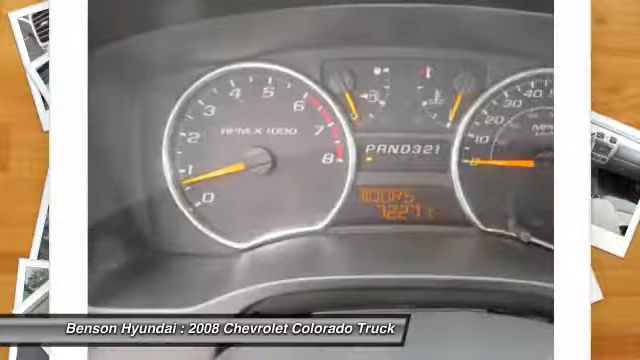 RPM X 1000
0 1 2 3 4 5 6 7 8
PRND321
0 10 20 30 40
Benson Hyundai : 2008 Chevrolet Colorado Truck